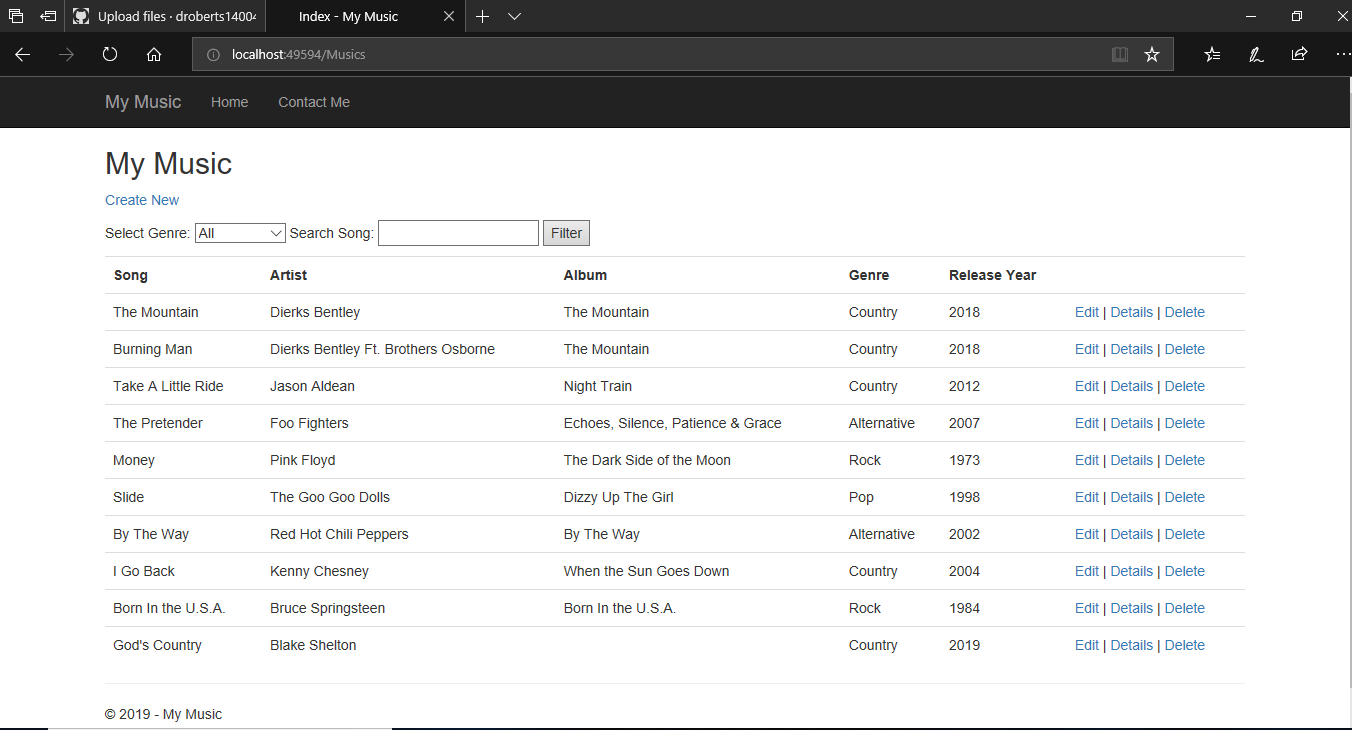 Upload files · droberts14004
Index - My Music
localhost:49594/Musics
My Music Home Contact Me
My Music
Create New
Select Genre: All Search Song: Filter
Song Artist Album Genre Release Year
The Mountain Dierks Bentley The Mountain Country 2018 Edit | Details | Delete
Burning Man Dierks Bentley Ft. Brothers Osborne The Mountain Country 2018 Edit | Details | Delete
Take A Little Ride Jason Aldean Night Train Country 2012 Edit | Details | Delete
The Pretender Foo Fighters Echoes, Silence, Patience & Grace Alternative 2007 Edit | Details | Delete
Money Pink Floyd The Dark Side of the Moon Rock 1973 Edit | Details | Delete
Slide The Goo Goo Dolls Dizzy Up The Girl Pop 1998 Edit | Details | Delete
By The Way Red Hot Chili Peppers By The Way Alternative 2002 Edit | Details | Delete
I Go Back Kenny Chesney When the Sun Goes Down Country 2004 Edit | Details | Delete
Born In the U.S.A. Bruce Springsteen Born In the U.S.A. Rock 1984 Edit | Details | Delete
God's Country Blake Shelton Country 2019 Edit | Details | Delete
© 2019 - My Music